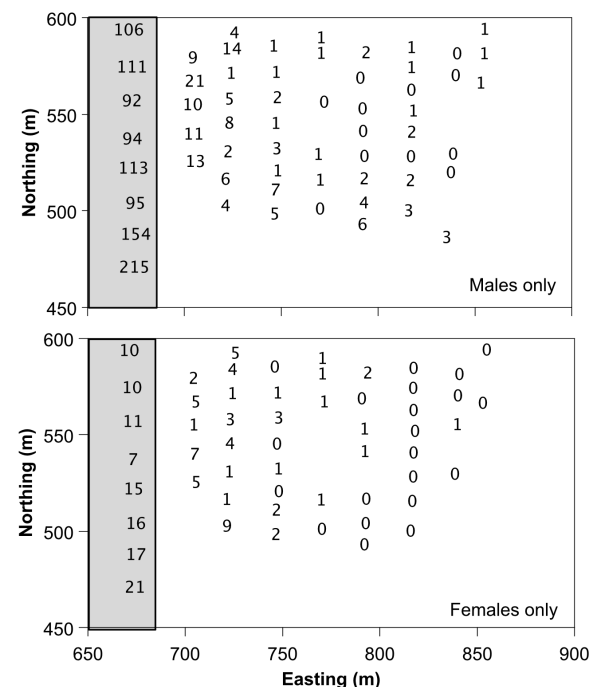 600
106 4 1
1
14 1 1
9 1 2 0 1
111 1 1 1
0 0
21 1
0
92 10 5 2 0 0
550 1
8 1
94 11 0 2
2 3 1 0 0 0
113 13 1 0
6 1 2 2
7
95 4 4
500 5 0 3
6
154 3
215
Males only
450
Northing (m)
600
10 5 0
1
4 0 0
2 1 2 0
10 1 1 0
5 1 0 0 0
0
11 1 3 3 1 0 1
550
4 0
7 7 1 0
1 1 0 0
15 5 0
1 1 0 0
2
16 9 0 0
500 2 0
0
17
21
Females only
450
Northing (m)
650 700 750 800 850 900
Easting (m)